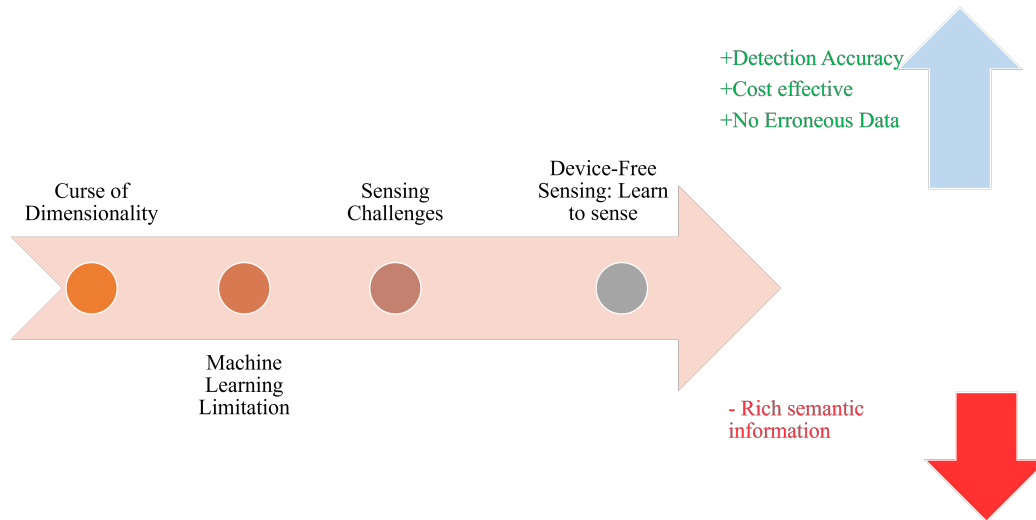 +Detection Accuracy
+Cost effective
+No Erroneous Data
Curse of
Dimensionality
Sensing
Challenges
Device-Free
Sensing: Learn
to sense
Machine
Learning
Limitation
- Rich semantic
information